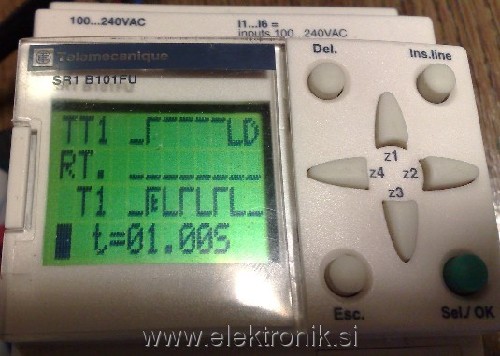 100...240VAC
I1...I6 =
inputs 100...240VAC
Telemecanique
SR1 B101FU
Del.
Ins.line
TT1 LD
RT.
T1
t=01.00S
z1
z4 z2
z3
Esc.
Sel./ OK
www.elektronik.si